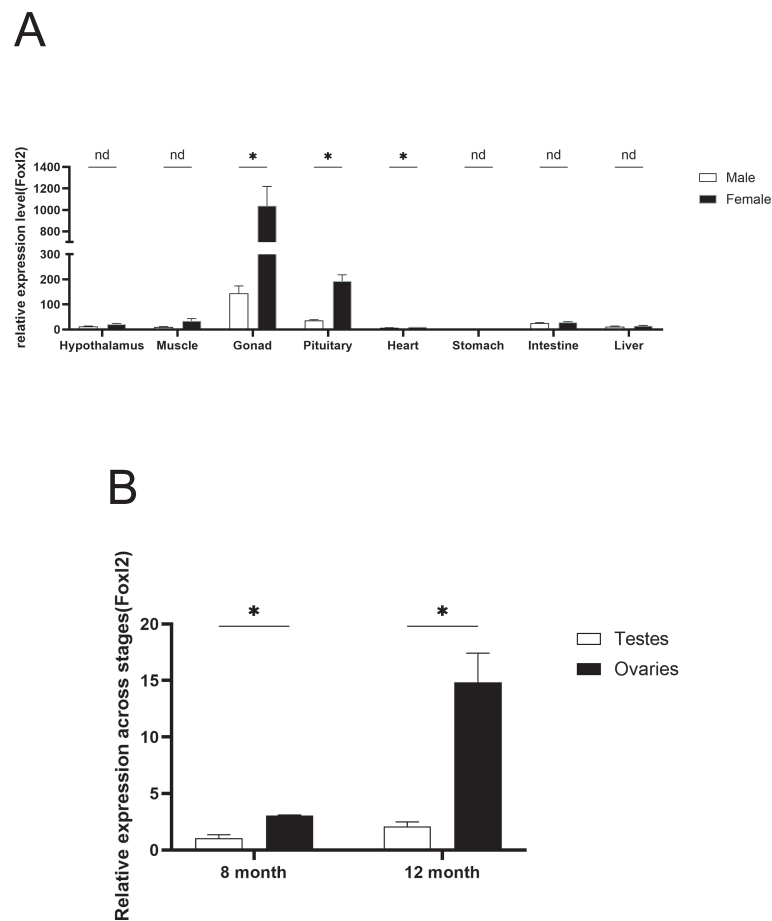 A
nd nd * * * nd nd nd
relative expression level(Foxl2)
1400
1200
1000
800
300
200
100
0
Hypothalamus Muscle Gonad Pituitary Heart Stomach Intestine Liver
Male
Female
B
Relative expression across stages(Foxl2)
* *
20
15
10
5
0
8 month 12 month
Testes
Ovaries